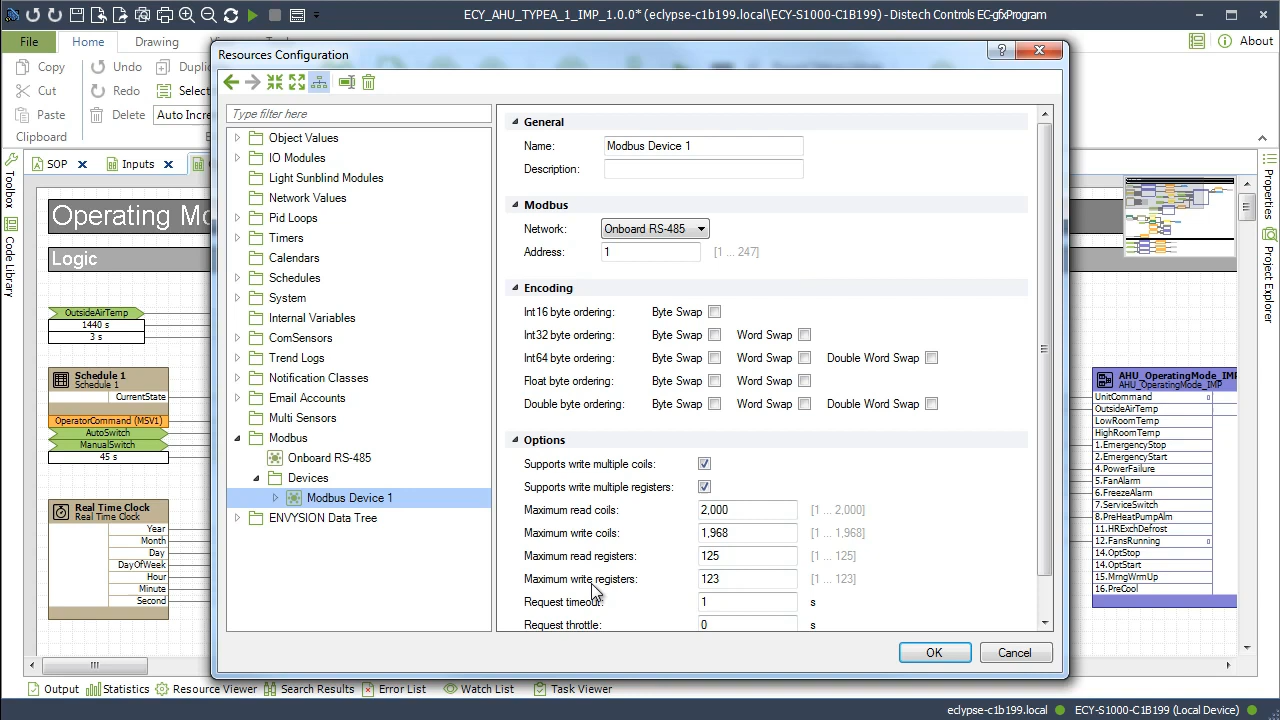 ECY_AHU_TYPEA_1_IMP_1.0.0* (eclypse-c1b199.local\ECY-S1000-C1B199) - Distech Controls EC-gfxProgram
File Home Drawing
About
Copy Undo
Cut Redo Select
Paste Delete Auto Incre
Clipboard
SOP Inputs
Toolbox
Code Library
Properties
Project Explorer
Operating Mo
Logic
OutsideAirTemp
1440 s
3 s
Schedule 1
Schedule 1
CurrentState
OperatorCommand (MSV1)
AutoSwitch
ManualSwitch
45 s
Real Time Clock
Real Time Clock
Year
Month
Day
DayOfWeek
Hour
Minute
Second
Resources Configuration
?
Type filter here
Object Values
IO Modules
Light Sunblind Modules
Network Values
Pid Loops
Timers
Calendars
Schedules
System
Internal Variables
ComSensors
Trend Logs
Notification Classes
Email Accounts
Multi Sensors
Modbus
Onboard RS-485
Devices
Modbus Device 1
ENVYSION Data Tree
General
Name: Modbus Device 1
Description:
Modbus
Network: Onboard RS-485
Address: 1 [1 ... 247]
Encoding
Int16 byte ordering: Byte Swap
Int32 byte ordering: Byte Swap Word Swap
Int64 byte ordering: Byte Swap Word Swap Double Word Swap
Float byte ordering: Byte Swap Word Swap
Double byte ordering: Byte Swap Word Swap Double Word Swap
Options
Supports write multiple coils:
Supports write multiple registers:
Maximum read coils: 2,000 [1 ... 2,000]
Maximum write coils: 1,968 [1 ... 1,968]
Maximum read registers: 125 [1 ... 125]
Maximum write registers: 123 [1 ... 123]
Request timeout: 1 s
Request throttle: 0 s
OK Cancel
AHU_OperatingMode_IMP
AHU_OperatingMode_IMP
UnitCommand 0
OutsideAirTemp
LowRoomTemp
HighRoomTemp
1.EmergencyStop
2.EmergencyStart
4.PowerFailure
5.FanAlarm
6.FreezeAlarm
7.ServiceSwitch
8.PreHeatPumpAlm
11.HRExchDefrost
12.FansRunning 0
14.OptStop
14.OptStart
15.MrngWrmUp
16.PreCool
Output Statistics Resource Viewer Search Results Error List Watch List Task Viewer
eclypse-c1b199.local ECY-S1000-C1B199 (Local Device)